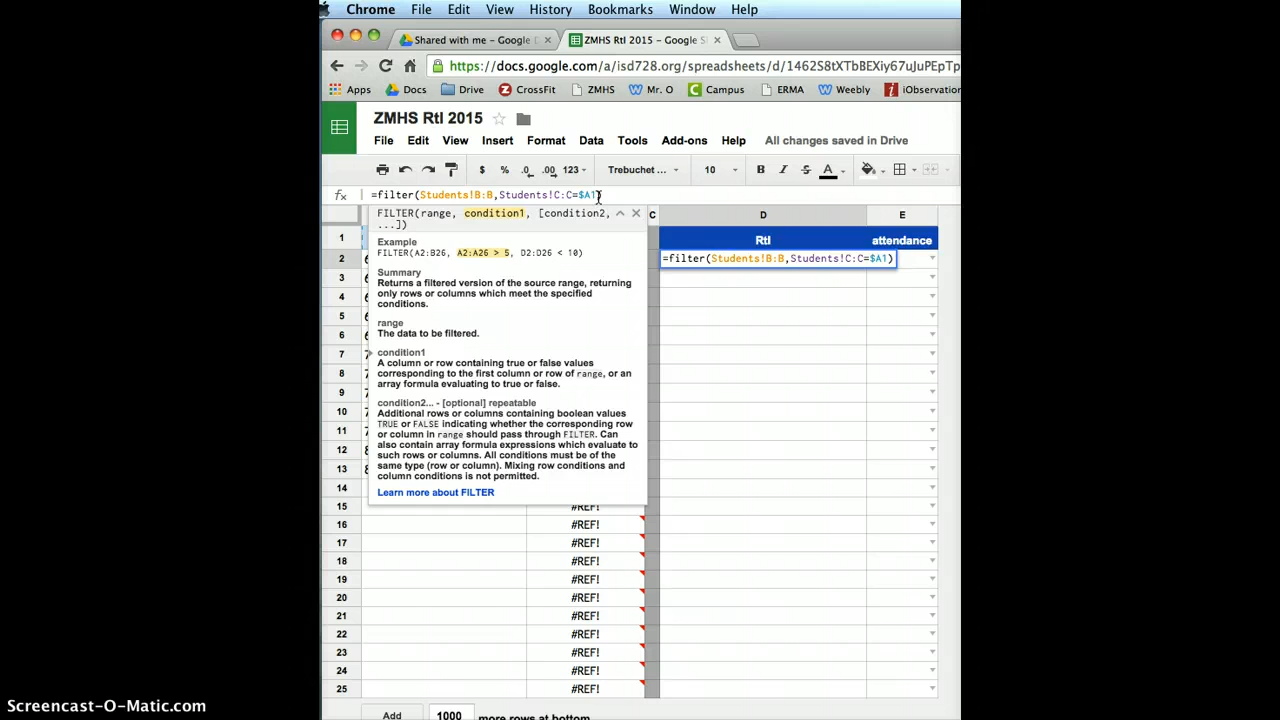 Chrome File Edit View History Bookmarks Window Help
Shared with me – Google D
ZMHS RtI 2015 – Google S
https://docs.google.com/a/isd728.org/spreadsheets/d/1462S8tXTbBEXiy67uJuPEpTp
Apps Docs Drive CrossFit ZMHS Mr. O Campus ERMA Weebly iObservation
ZMHS RtI 2015
File Edit View Insert Format Data Tools Add-ons Help All changes saved in Drive
$ % .0 .00 123 Trebuchet ... 10 B I S A
fx =filter(Students!B:B,Students!C:C=$A1)
FILTER(range, condition1, [condition2,
...])
Example
FILTER(A2:B26, A2:A26 > 5, D2:D26 < 10)
Summary
Returns a filtered version of the source range, returning
only rows or columns which meet the specified
conditions.
range
The data to be filtered.
condition1
A column or row containing true or false values
corresponding to the first column or row of range, or an
array formula evaluating to true or false.
condition2... - [optional] repeatable
Additional rows or columns containing boolean values
TRUE or FALSE indicating whether the corresponding row
or column in range should pass through FILTER. Can
also contain array formula expressions which evaluate to
such rows or columns. All conditions must be of the
same type (row or column). Mixing row conditions and
column conditions is not permitted.
Learn more about FILTER
C D E
1 RtI attendance
2 =filter(Students!B:B,Students!C:C=$A1)
3
4
5
6
7
8
9
10
11
12
13
14
15 #REF!
16 #REF!
17 #REF!
18 #REF!
19 #REF!
20 #REF!
21 #REF!
22 #REF!
23 #REF!
24 #REF!
25 #REF!
Add 1000 more rows at bottom
Screencast-O-Matic.com